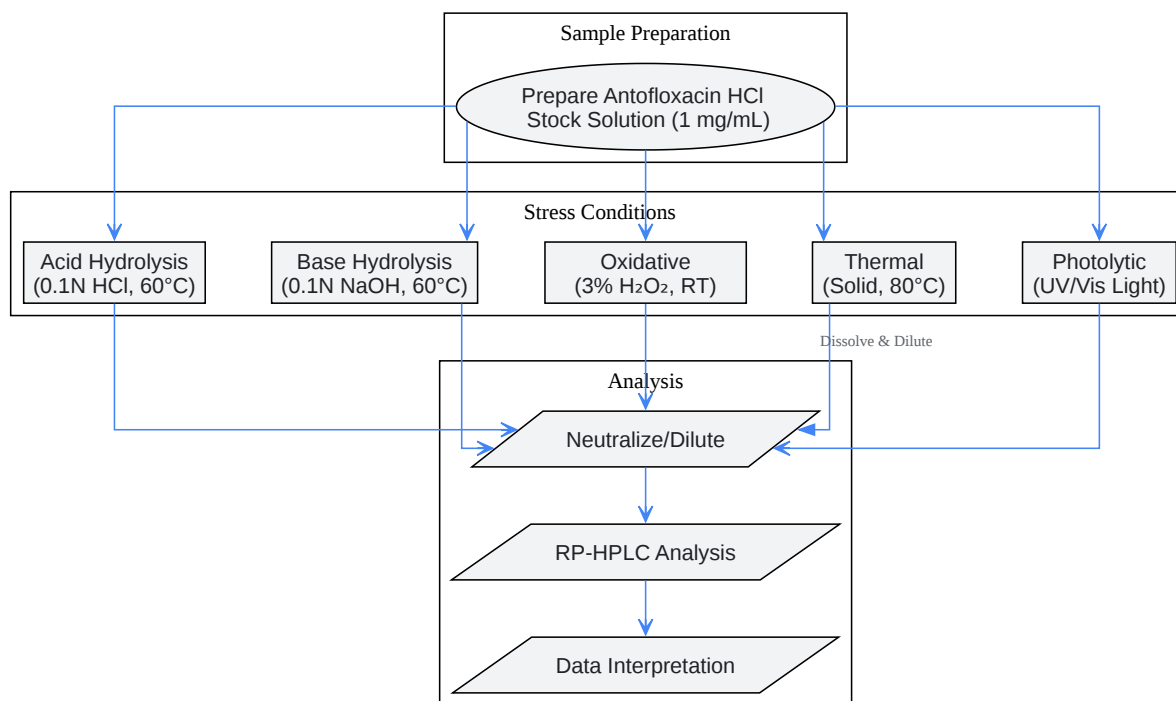 Sample Preparation
Prepare Antofloxacin HCl
Stock Solution (1 mg/mL)
Stress Conditions
Acid Hydrolysis
(0.1N HCl, 60°C)
Base Hydrolysis
(0.1N NaOH, 60°C)
Oxidative
(3% H₂O₂, RT)
Thermal
(Solid, 80°C)
Photolytic
(UV/Vis Light)
Dissolve & Dilute
Analysis
Neutralize/Dilute
RP-HPLC Analysis
Data Interpretation